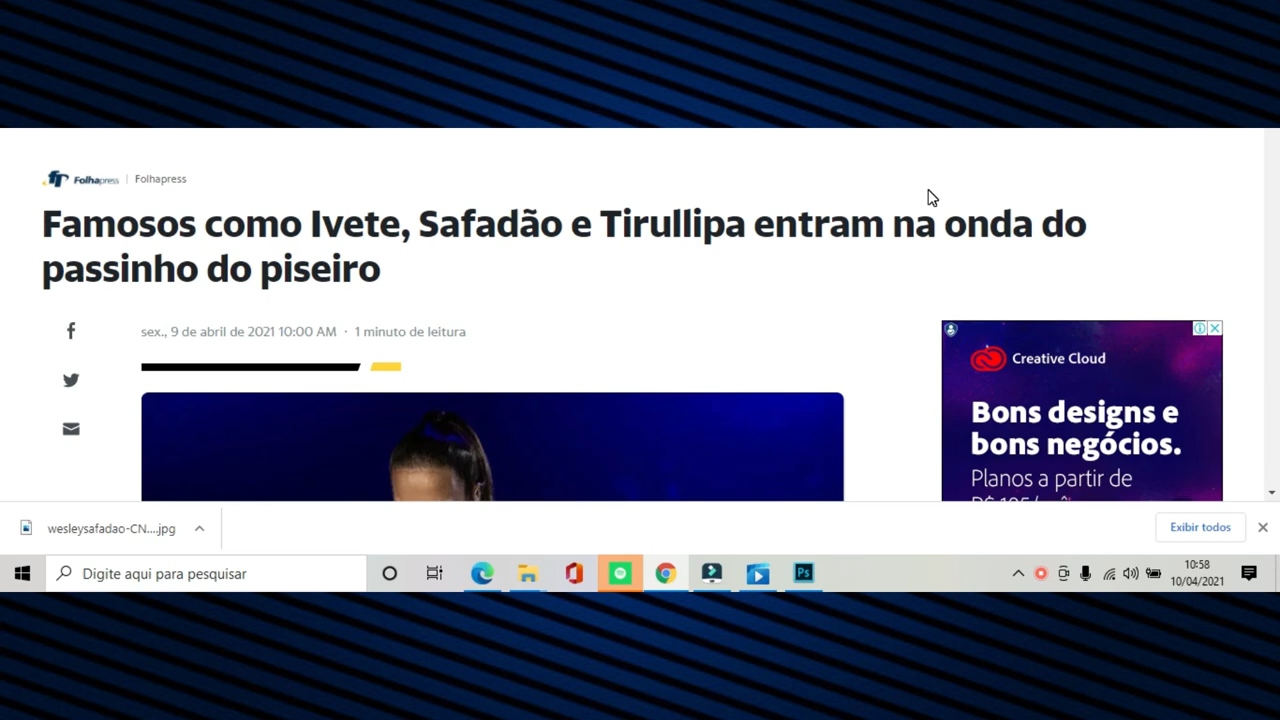 Folhapress | Folhapress
Famosos como Ivete, Safadão e Tirullipa entram na onda do
passinho do piseiro
sex., 9 de abril de 2021 10:00 AM · 1 minuto de leitura
Creative Cloud
Bons designs e
bons negócios.
Planos a partir de
wesleysafadao-CN....jpg
Exibir todos
Digite aqui para pesquisar
Ps
10:58
10/04/2021